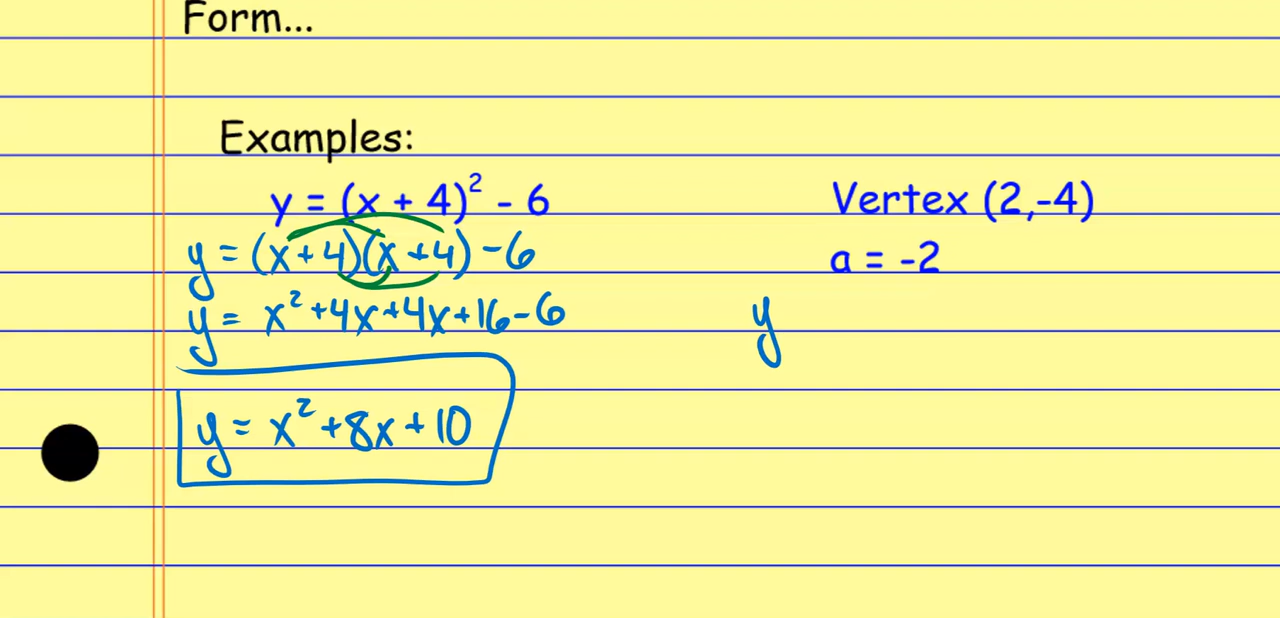 Form...
Examples:
y = (x + 4)² - 6
y = (x+4)(x+4) -6
y = x² +4x+4x+16-6
y = x² +8x+10
Vertex (2,-4)
a = -2
y